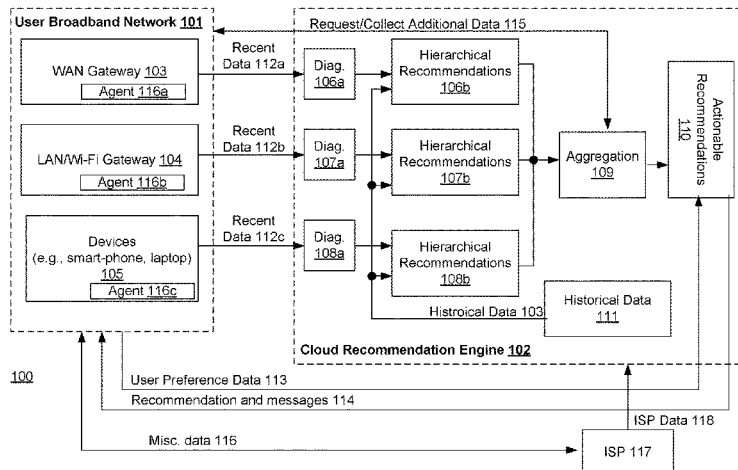 User Broadband Network 101
Request/Collect Additional Data 115
WAN Gateway 103
Agent 116a
Recent
Data 112a
Diag.
106a
Hierarchical
Recommendations
106b
Actionable
Recommendations
110
LAN/Wi-Fi Gateway 104
Agent 116b
Recent
Data 112b
Diag.
107a
Hierarchical
Recommendations
107b
Aggregation
109
Devices
(e.g., smart-phone, laptop)
105
Agent 116c
Recent
Data 112c
Diag.
108a
Hierarchical
Recommendations
108b
Historical Data
111
Histroical Data 103
Cloud Recommendation Engine 102
100
User Preference Data 113
Recommendation and messages 114
ISP Data 118
Misc. data 116
ISP 117